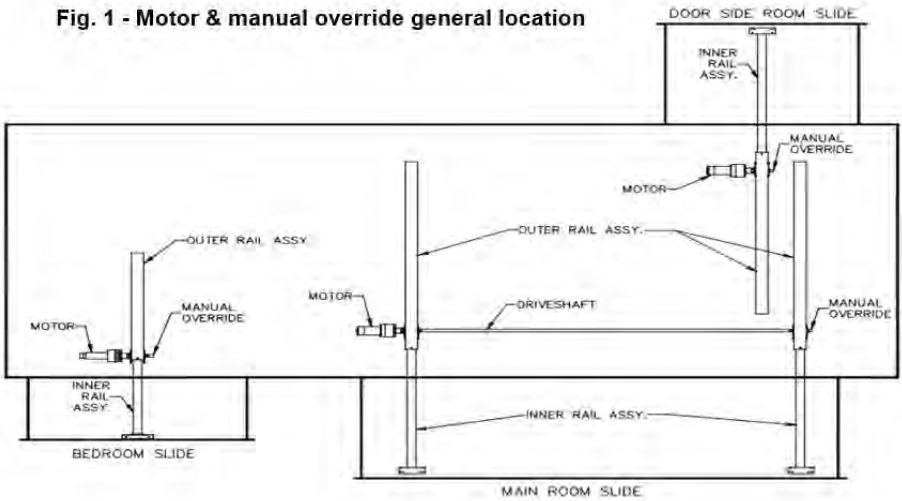 Fig. 1 - Motor & manual override general location
DOOR SIDE ROOM SLIDE
INNER
RAIL
ASSY.
MANUAL
OVERRIDE
MOTOR
OUTER RAIL ASSY.
OUTER RAIL ASSY.
MOTOR
DRIVESHAFT
MANUAL
OVERRIDE
MANUAL
OVERRIDE
MOTOR
INNER
RAIL
ASSY.
INNER RAIL ASSY.
BEDROOM SLIDE
MAIN ROOM SLIDE